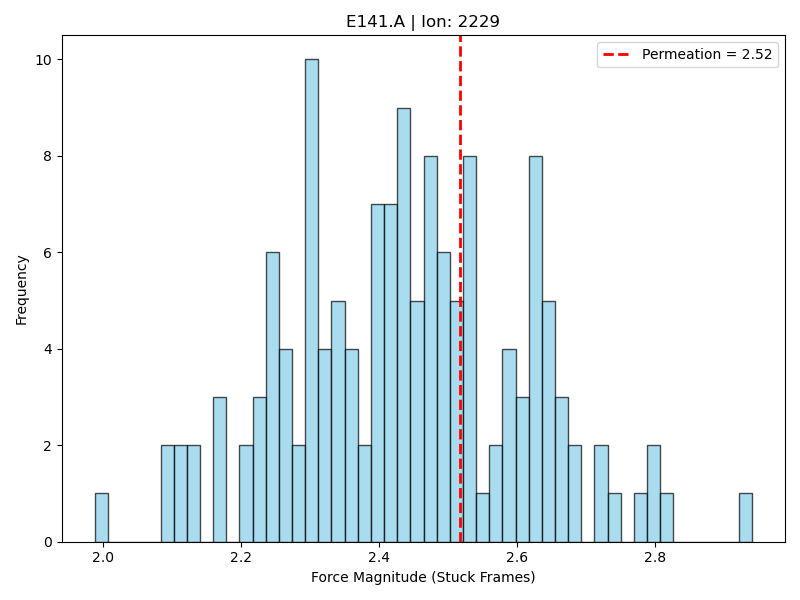 E141.A | Ion: 2229
Permeation = 2.52
10
8
6
4
2
0
Frequency
2.0 2.2 2.4 2.6 2.8
Force Magnitude (Stuck Frames)